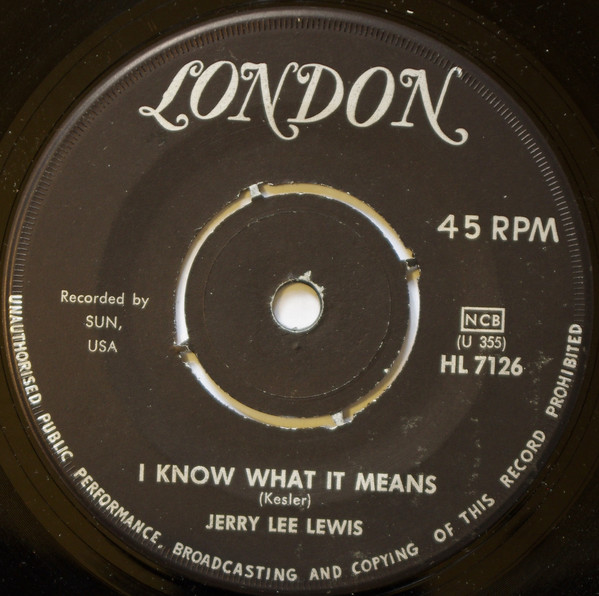 LONDON
45 RPM
Recorded by
SUN,
USA
NCB
(U 355)
HL 7126
I KNOW WHAT IT MEANS
(Kesler)
JERRY LEE LEWIS
UNAUTHORISED PUBLIC PERFORMANCE, BROADCASTING AND COPYING OF THIS RECORD PROHIBITED